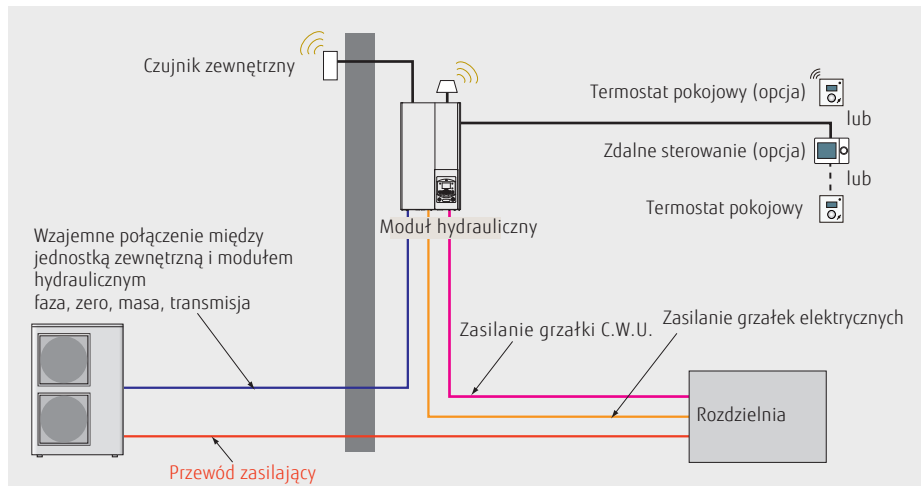 Czujnik zewnętrzny
Termostat pokojowy (opcja)
lub
Zdalne sterowanie (opcja)
lub
Termostat pokojowy
Moduł hydrauliczny
Wzajemne połączenie między
jednostką zewnętrzną i modułem
hydraulicznym
faza, zero, masa, transmisja
Zasilanie grzałki C.W.U.
Zasilanie grzałek elektrycznych
Rozdzielnia
Przewód zasilający